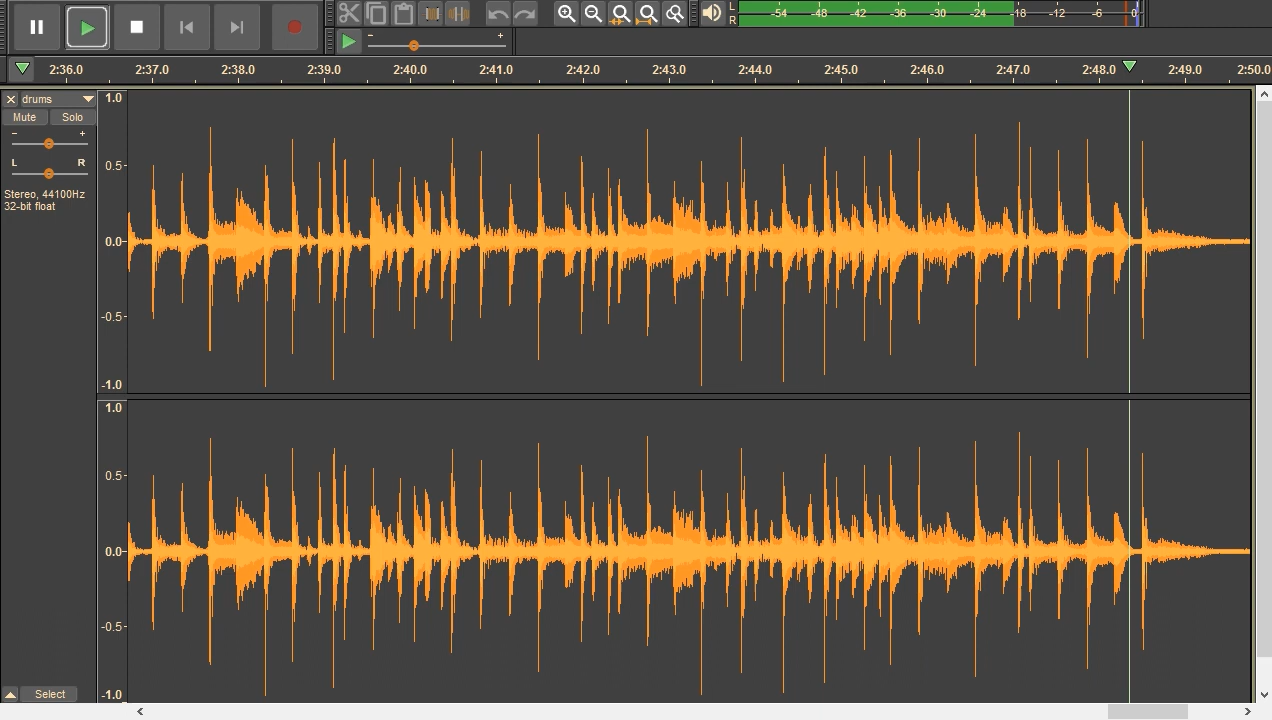 L -54 -48 -42 -36 -30 -24 -18 -12 -6 0
R
- +
2:36.0 2:37.0 2:38.0 2:39.0 2:40.0 2:41.0 2:42.0 2:43.0 2:44.0 2:45.0 2:46.0 2:47.0 2:48.0 2:49.0 2:50.0
drums
Mute Solo
- +
L R
Stereo, 44100Hz
32-bit float
1.0
0.5-
0.0-
-0.5-
-1.0
1.0
0.5-
0.0-
-0.5-
-1.0
Select